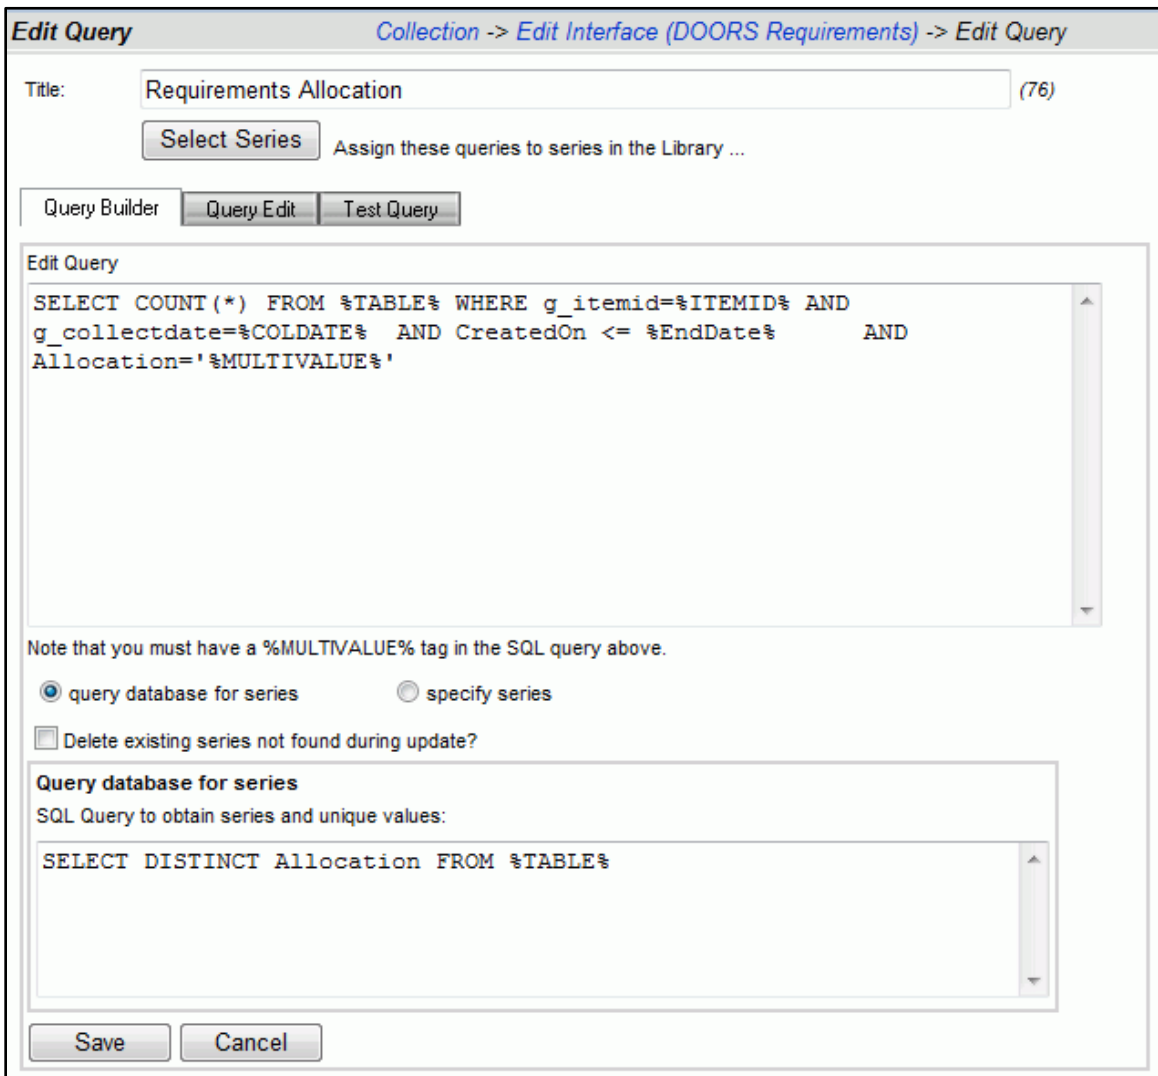 Edit Query Collection -> Edit Interface (DOORS Requirements) -> Edit Query
Title: Requirements Allocation (76)
Select Series Assign these queries to series in the Library ...
Query Builder Query Edit Test Query
Edit Query
SELECT COUNT(*) FROM %TABLE% WHERE g_itemid=%ITEMID% AND
g_collectdate=%COLDATE% AND CreatedOn <= %EndDate% AND
Allocation='%MULTIVALUE%'
Note that you must have a %MULTIVALUE% tag in the SQL query above.
query database for series specify series
Delete existing series not found during update?
Query database for series
SQL Query to obtain series and unique values:
SELECT DISTINCT Allocation FROM %TABLE%
Save Cancel